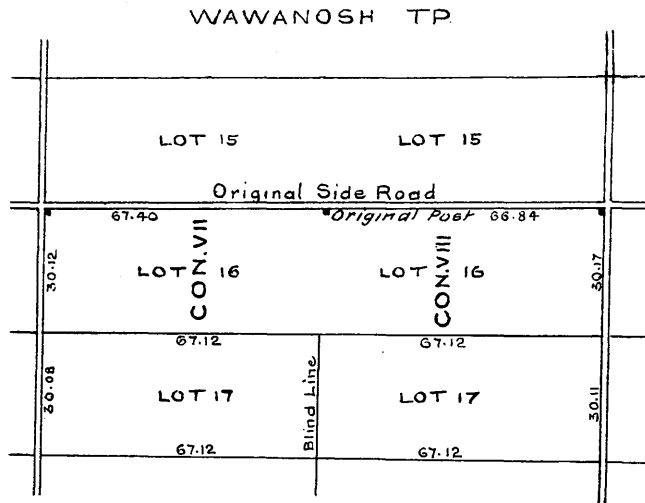 WAWANOSH TP.
LOT 15 LOT 15
Original Side Road
67.40 Original Post 66.84
30.12 LOT 16 CON. VII LOT 16 CON. VIII 30.17
67.12 67.12
30.08 LOT 17 Blind Line LOT 17 30.11
67.12 67.12